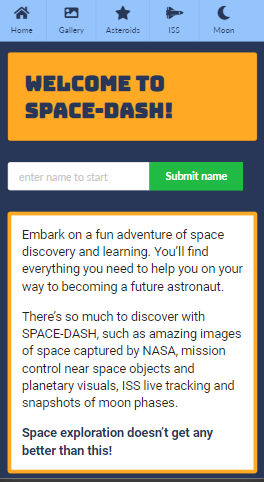 Home Gallery Asteroids ISS Moon
WELCOME TO
SPACE-DASH!
enter name to start Submit name
Embark on a fun adventure of space
discovery and learning. You'll find
everything you need to help you on your
way to becoming a future astronaut.
There's so much to discover with
SPACE-DASH, such as amazing images
of space captured by NASA, mission
control near space objects and
planetary visuals, ISS live tracking and
snapshots of moon phases.
Space exploration doesn't get any
better than this!